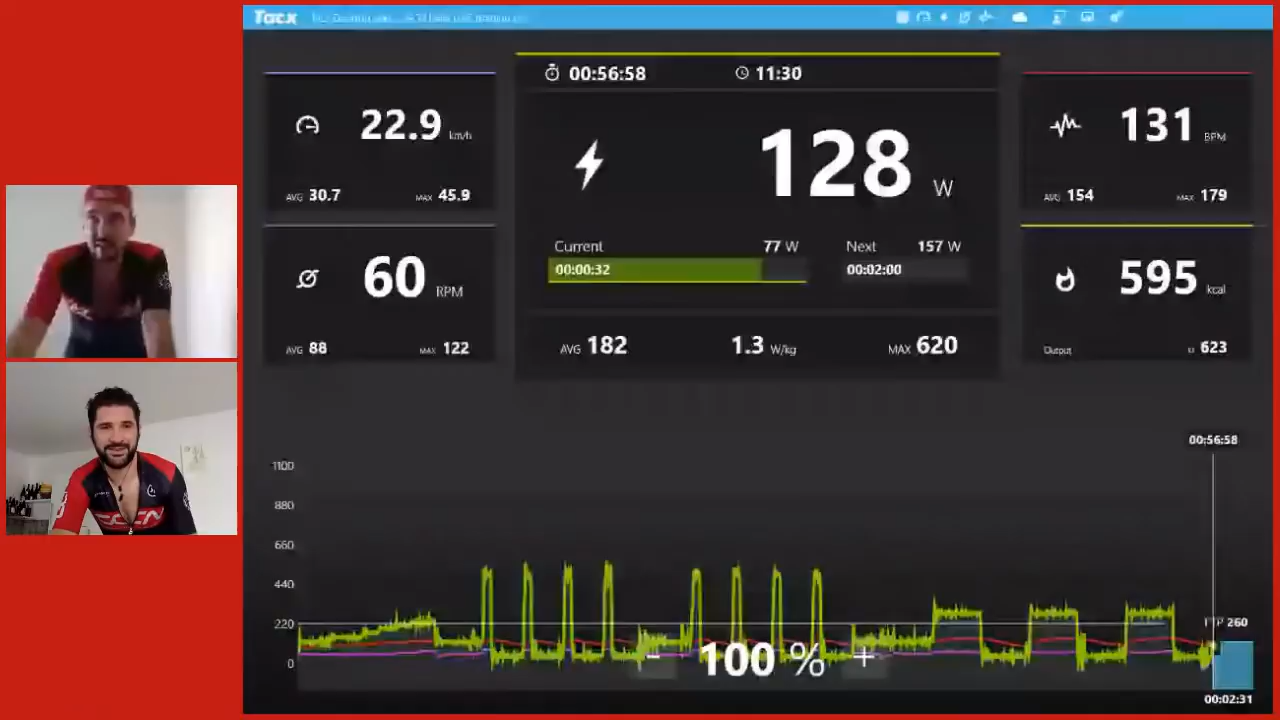 Tacx
00:56:58
11:30
22.9 km/h
AVG 30.7
MAX 45.9
128 W
131 BPM
AVG 154
MAX 179
60 RPM
AVG 88
MAX 122
Current 77 W
Next 157 W
00:00:32
00:02:00
595 kcal
Output
623
AVG 182
1.3 W/kg
MAX 620
00:56:58
1100
880
660
440
220
0
FTP 260
- 100 % +
00:02:31
GCN